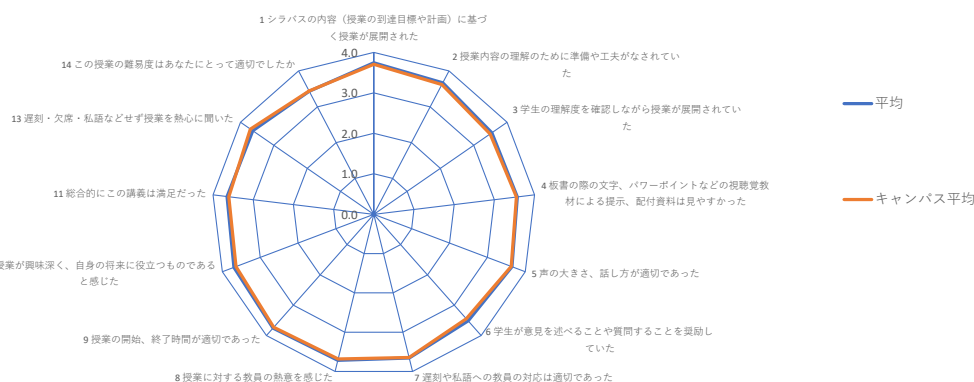 1 シラバスの内容（授業の到達目標や計画）に基づ
く授業が展開された
2 授業内容の理解のために準備や工夫がなされてい
た
3 学生の理解度を確認しながら授業が展開されてい
た
4 板書の際の文字、パワーポイントなどの視聴覚教
材による提示、配付資料は見やすかった
5 声の大きさ、話し方が適切であった
6 学生が意見を述べることや質問することを奨励し
ていた
7 遅刻や私語への教員の対応は適切であった
8 授業に対する教員の熱意を感じた
9 授業の開始、終了時間が適切であった
授業が興味深く、自身の将来に役立つものである
と感じた
11 総合的にこの講義は満足だった
13 遅刻・欠席・私語などせず授業を熱心に聞いた
14 この授業の難易度はあなたにとって適切でしたか
4.0
3.0
2.0
1.0
0.0
平均
キャンパス平均